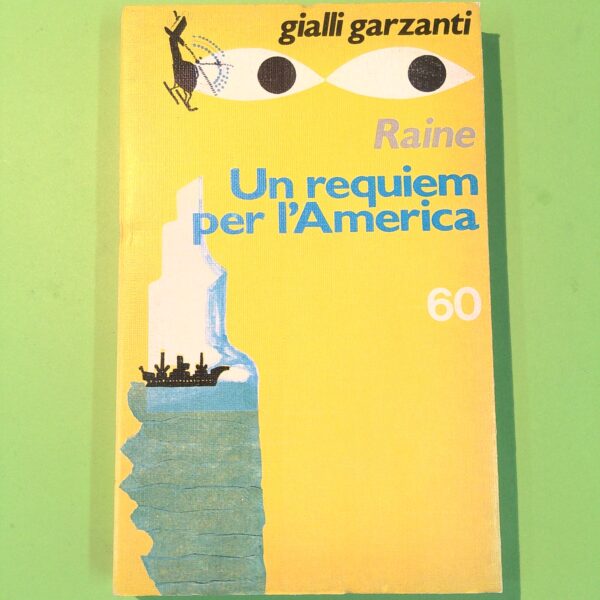 gialli garzanti
Raine
Un requiem
per l'America
60